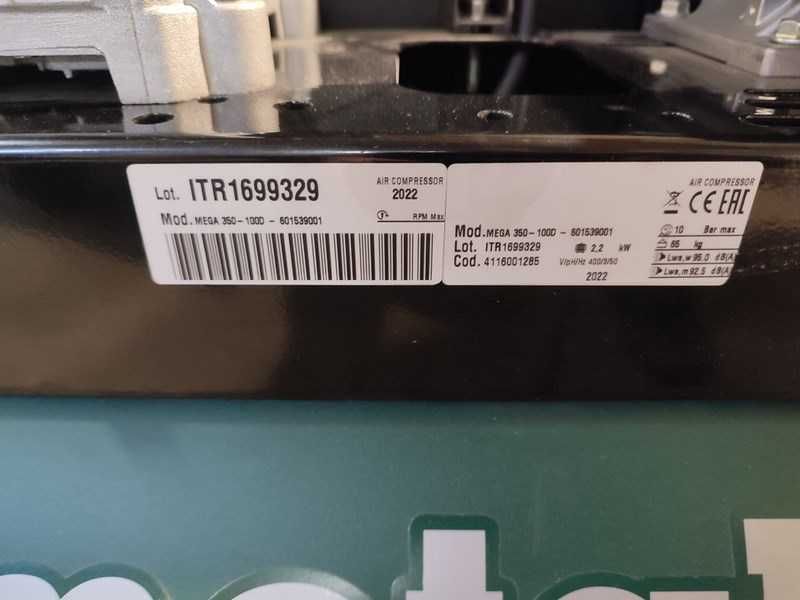 Lot. ITR1699329
AIR COMPRESSOR
2022
Mod. MEGA 350-100D - 601539001
RPM Max
AIR COMPRESSOR
CE EAC
Mod. MEGA 350-100D - 601539001
10 Bar max
Lot. ITR1699329
2,2 kW
65 kg
Cod. 4116001285
V/pH/Hz 400/3/50
Lwa,w 95.0 dB(A)
2022
Lwa,m 92.5 dB(A)
metab